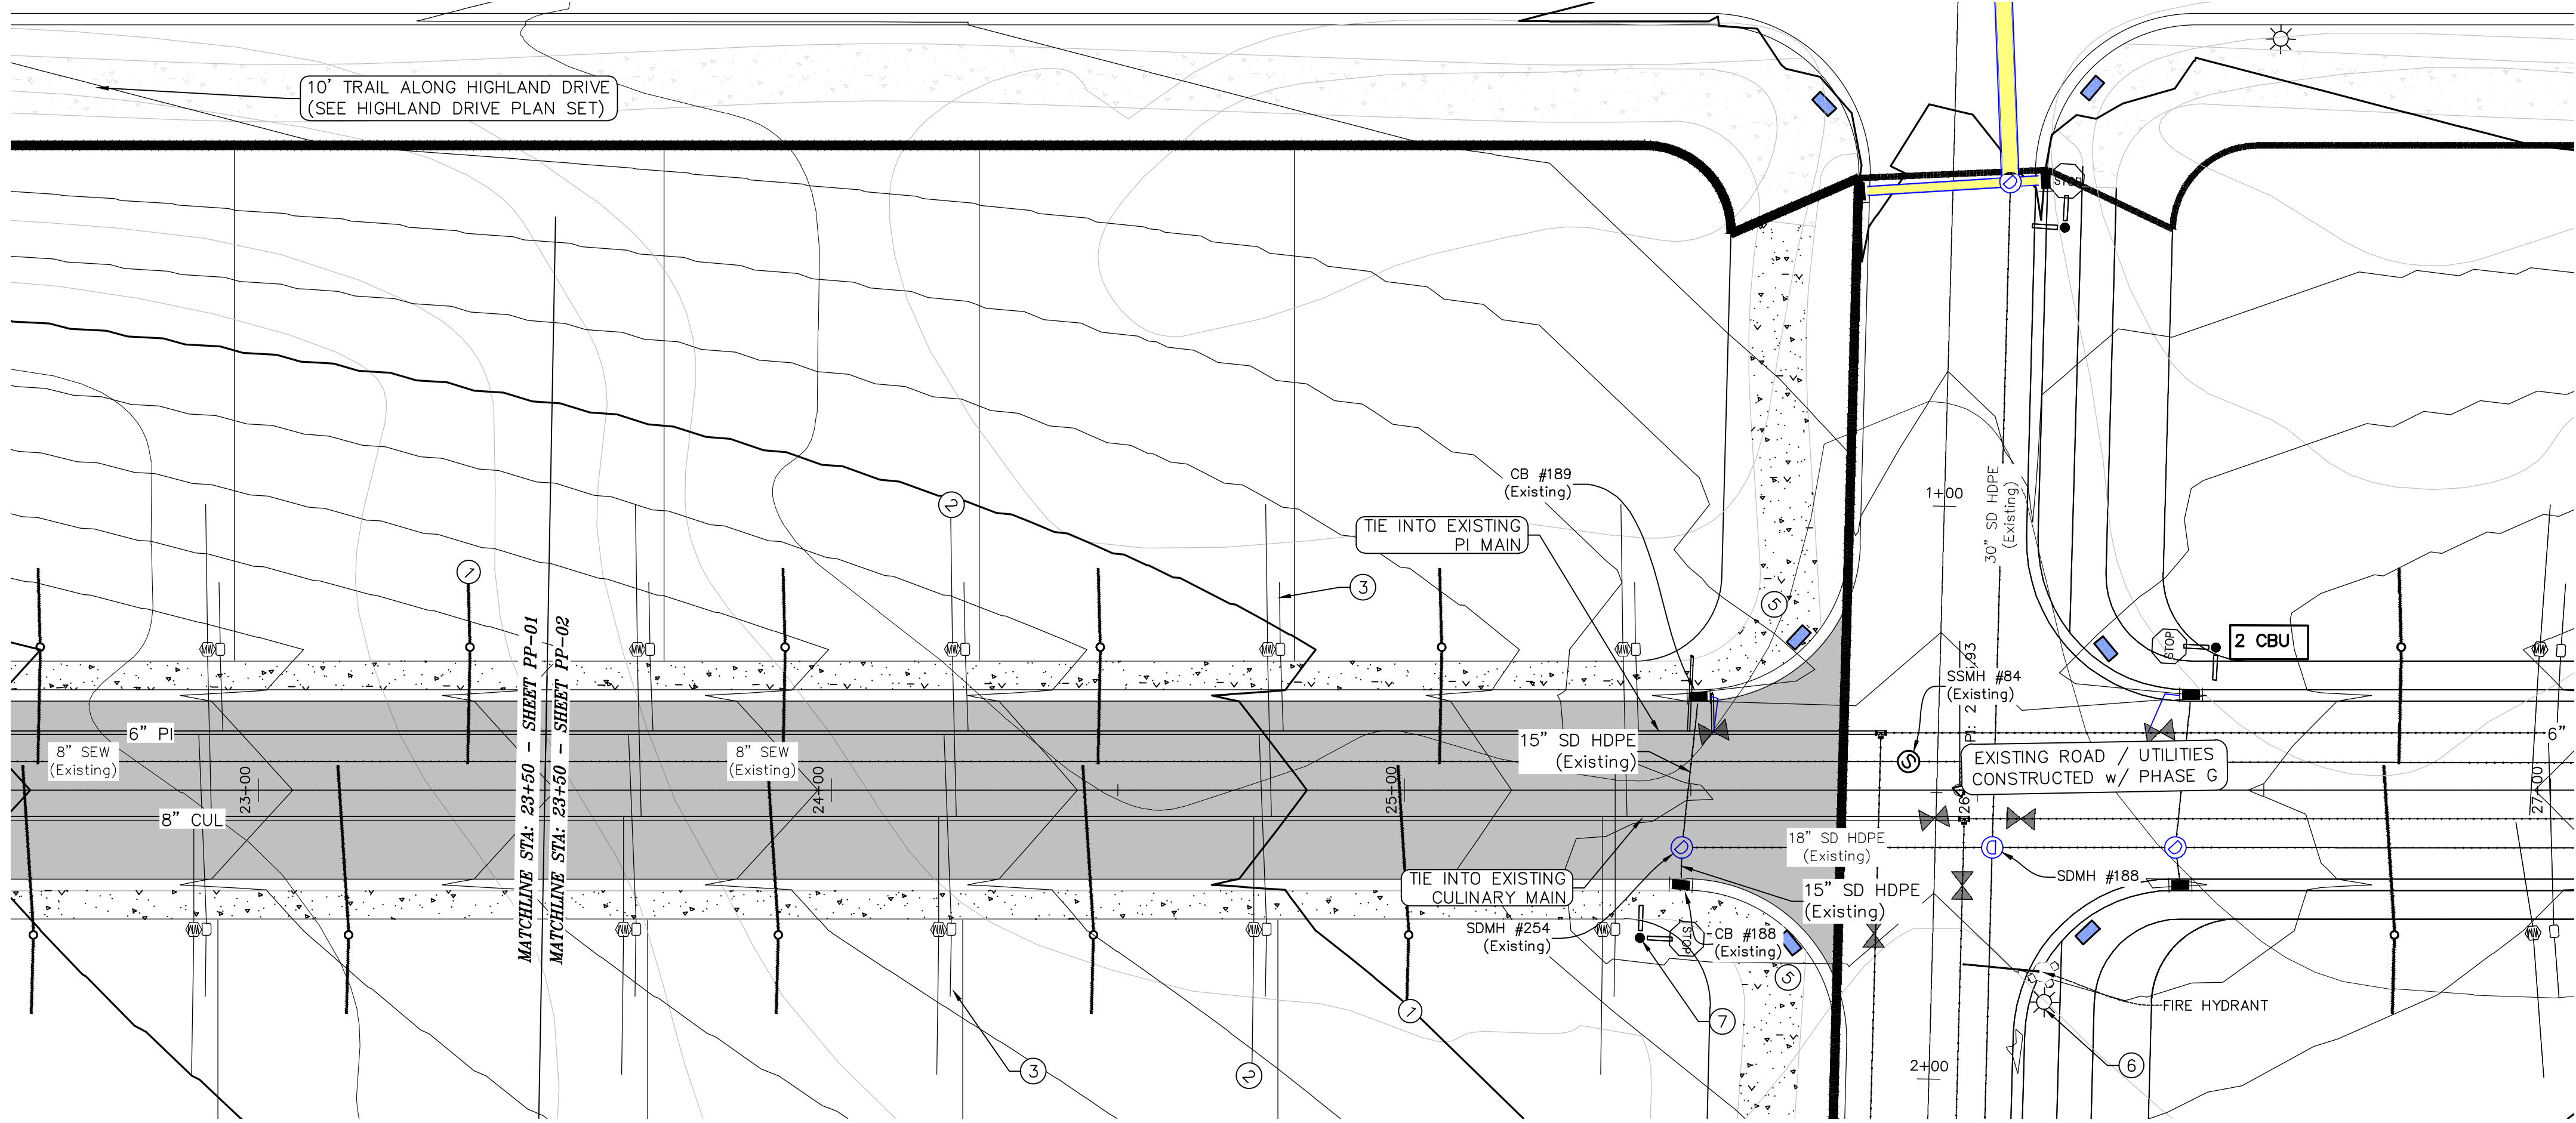 10' TRAIL ALONG HIGHLAND DRIVE
(SEE HIGHLAND DRIVE PLAN SET)
STOP
CB #189
(Existing)
2
1+00
30" SD HDPE
(Existing)
TIE INTO EXISTING
PI MAIN
1
3
5
MATCHLINE STA: 23+50 - SHEET PP-01
MATCHLINE STA: 23+50 - SHEET PP-02
STOP
2 CBU
SSMH #84
(Existing)
6" PI
8" SEW
(Existing)
8" SEW
(Existing)
15" SD HDPE
(Existing)
S
6"
EXISTING ROAD / UTILITIES
CONSTRUCTED w/ PHASE G
23+00
24+00
25+00
27+00
8" CUL
18" SD HDPE
(Existing)
D
D
D
D
TIE INTO EXISTING
CULINARY MAIN
15" SD HDPE
(Existing)
SDMH #188
SDMH #254
(Existing)
STOP
CB #188
(Existing)
5
1
7
FIRE HYDRANT
3
2
2+00
6